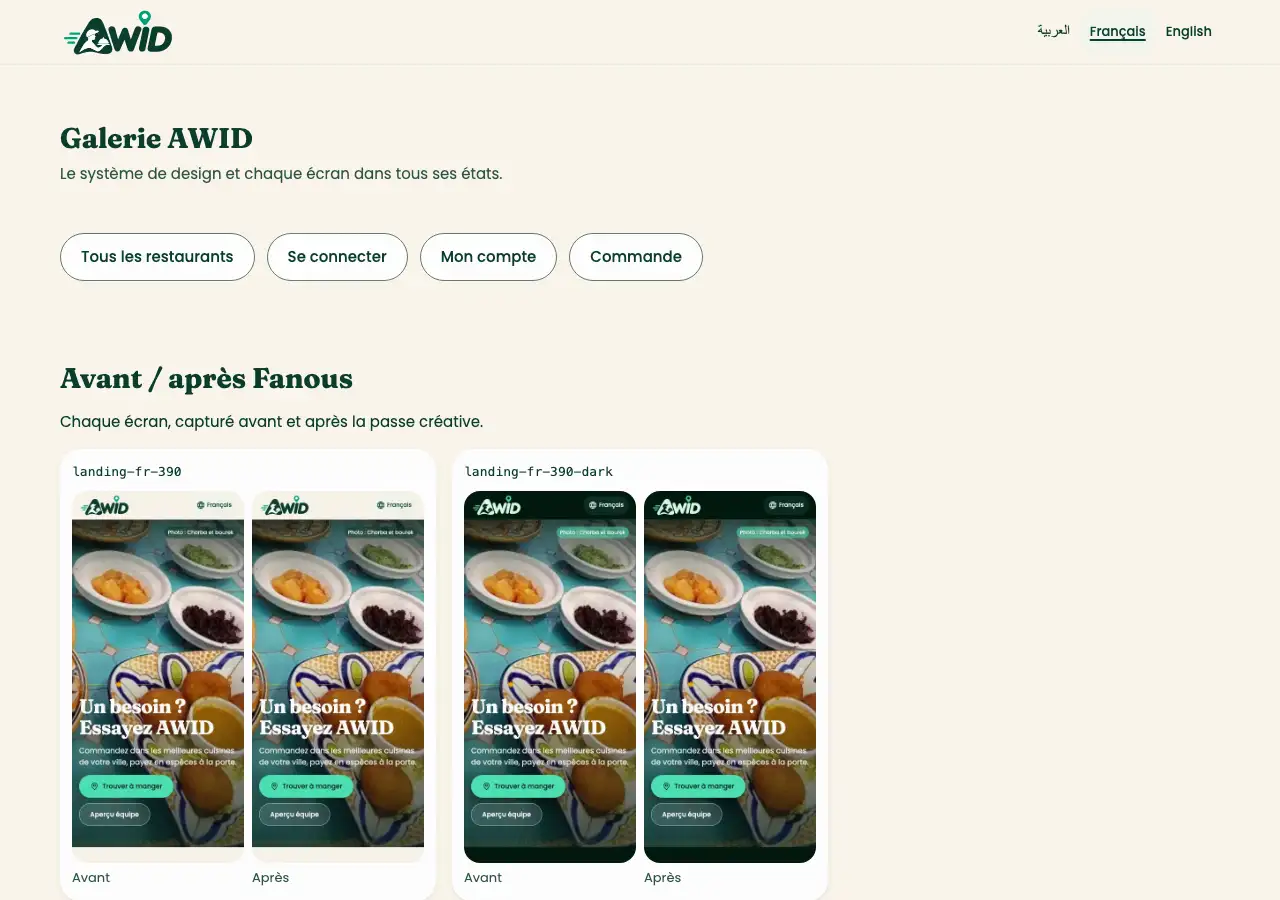 AWID
العربية
Français
English
Galerie AWID
Le système de design et chaque écran dans tous ses états.
Tous les restaurants
Se connecter
Mon compte
Commande
Avant / après Fanous
Chaque écran, capturé avant et après la passe créative.
landing-fr-390
AWID
Français
Photo : Chorba et bourek
Un besoin ?
Essayez AWID
Commandez dans les meilleures cuisines
de votre ville, payez en espèces à la porte.
Trouver à manger
Aperçu équipe
Avant
AWID
Français
Photo : Chorba et bourek
Un besoin ?
Essayez AWID
Commandez dans les meilleures cuisines
de votre ville, payez en espèces à la porte.
Trouver à manger
Aperçu équipe
Après
landing-fr-390-dark
AWID
Français
Photo : Chorba et bourek
Un besoin ?
Essayez AWID
Commandez dans les meilleures cuisines
de votre ville, payez en espèces à la porte.
Trouver à manger
Aperçu équipe
Avant
AWID
Français
Photo : Chorba et bourek
Un besoin ?
Essayez AWID
Commandez dans les meilleures cuisines
de votre ville, payez en espèces à la porte.
Trouver à manger
Aperçu équipe
Après